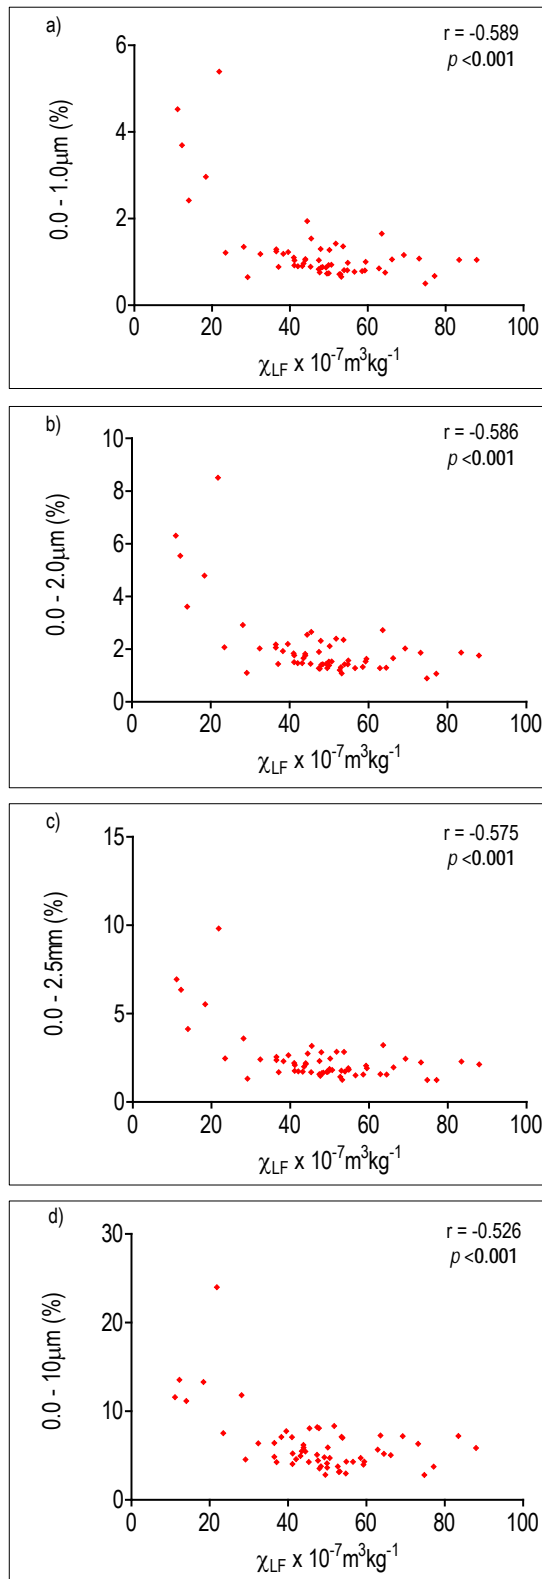 a)
r = -0.589
p <0.001
6
4
2
0
0.0 - 1.0μm (%)
0 20 40 60 80 100
χLF x 10-7m3kg-1
b)
r = -0.586
p <0.001
10
8
6
4
2
0
0.0 - 2.0μm (%)
0 20 40 60 80 100
χLF x 10-7m3kg-1
c)
r = -0.575
p <0.001
15
10
5
0
0.0 - 2.5mm (%)
0 20 40 60 80 100
χLF x 10-7m3kg-1
d)
r = -0.526
p <0.001
30
20
10
0
0.0 - 10μm (%)
0 20 40 60 80 100
χLF x 10-7m3kg-1